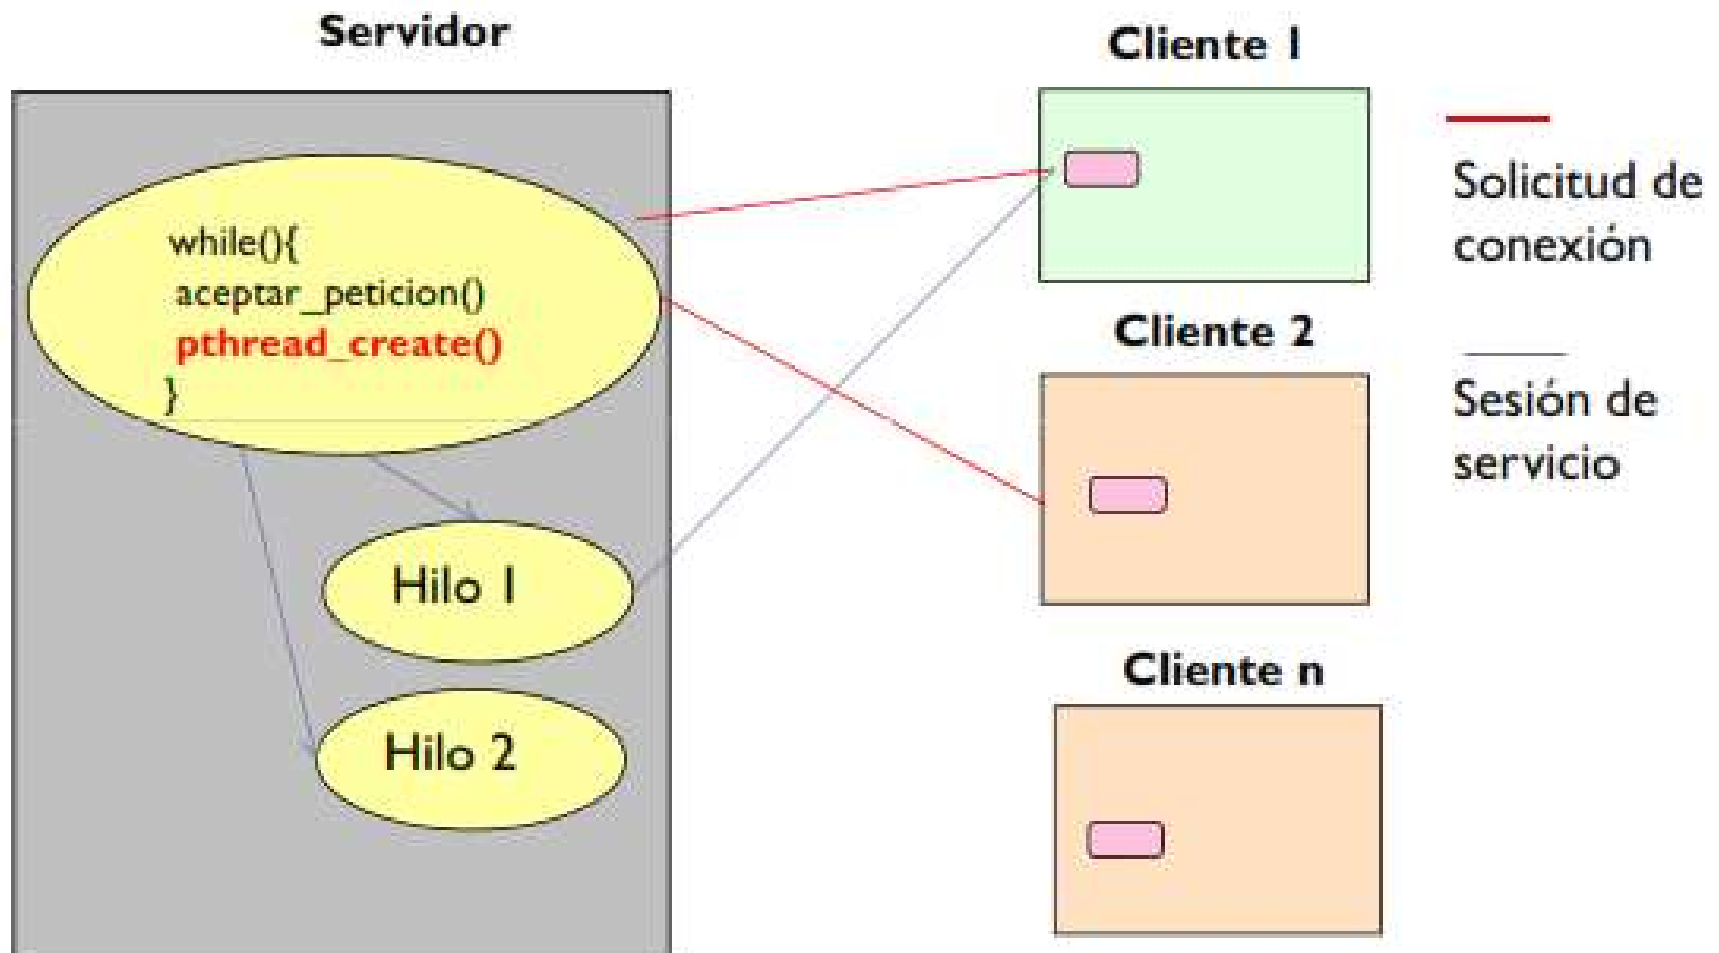 Servidor
while(){
aceptar_peticion()
pthread_create()
}
Hilo 1
Hilo 2
Cliente 1
Cliente 2
Cliente n
Solicitud de
conexión
Sesión de
servicio